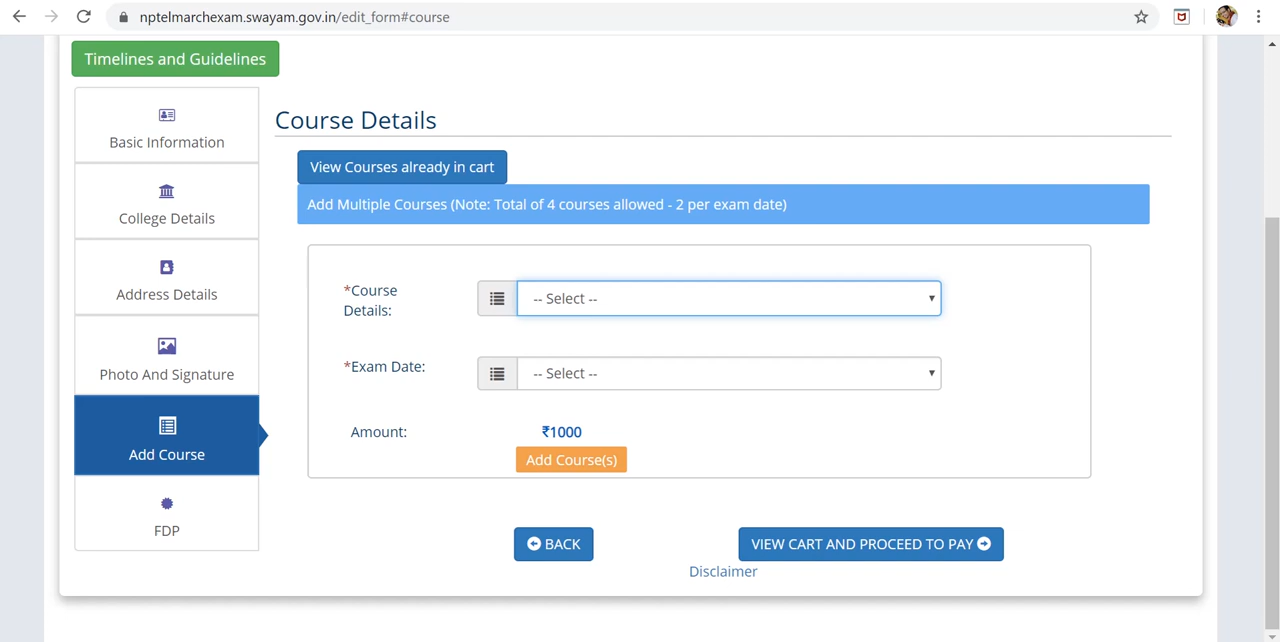 nptelmarchexam.swayam.gov.in/edit_form#course
Timelines and Guidelines
Basic Information
College Details
Address Details
Photo And Signature
Add Course
FDP
Course Details
View Courses already in cart
Add Multiple Courses (Note: Total of 4 courses allowed - 2 per exam date)
*Course
Details:
-- Select --
*Exam Date:
-- Select --
Amount:
₹1000
Add Course(s)
BACK
VIEW CART AND PROCEED TO PAY
Disclaimer